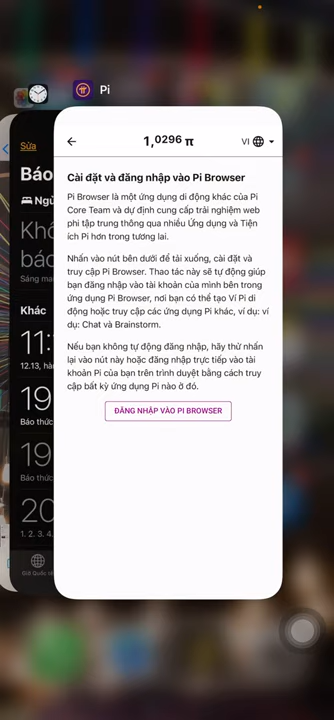 Pi
1,0296 π
VI
Cài đặt và đăng nhập vào Pi Browser
Pi Browser là một ứng dụng di động khác của Pi
Core Team và dự định cung cấp trải nghiệm web
phi tập trung thông qua nhiều Ứng dụng và Tiện
ích Pi hơn trong tương lai.
Nhấn vào nút bên dưới để tải xuống, cài đặt và
truy cập Pi Browser. Thao tác này sẽ tự động giúp
bạn đăng nhập vào tài khoản của mình bên trong
ứng dụng Pi Browser, nơi bạn có thể tạo Ví Pi di
động hoặc truy cập các ứng dụng Pi khác, ví dụ: ví
dụ: Chat và Brainstorm.
Nếu bạn không tự động đăng nhập, hãy thử nhấn
lại vào nút này hoặc đăng nhập trực tiếp vào tài
khoản Pi của bạn trên trình duyệt bằng cách truy
cập bất kỳ ứng dụng Pi nào ở đó.
ĐĂNG NHẬP VÀO PI BROWSER
Sửa
Báo
Ngủ
Khô
báo
Sáng mai
Khác
11:
12.13, hà
19
Báo thức
19
Báo thức
20
1. 2. 3. 4.
Giờ Quốc tế